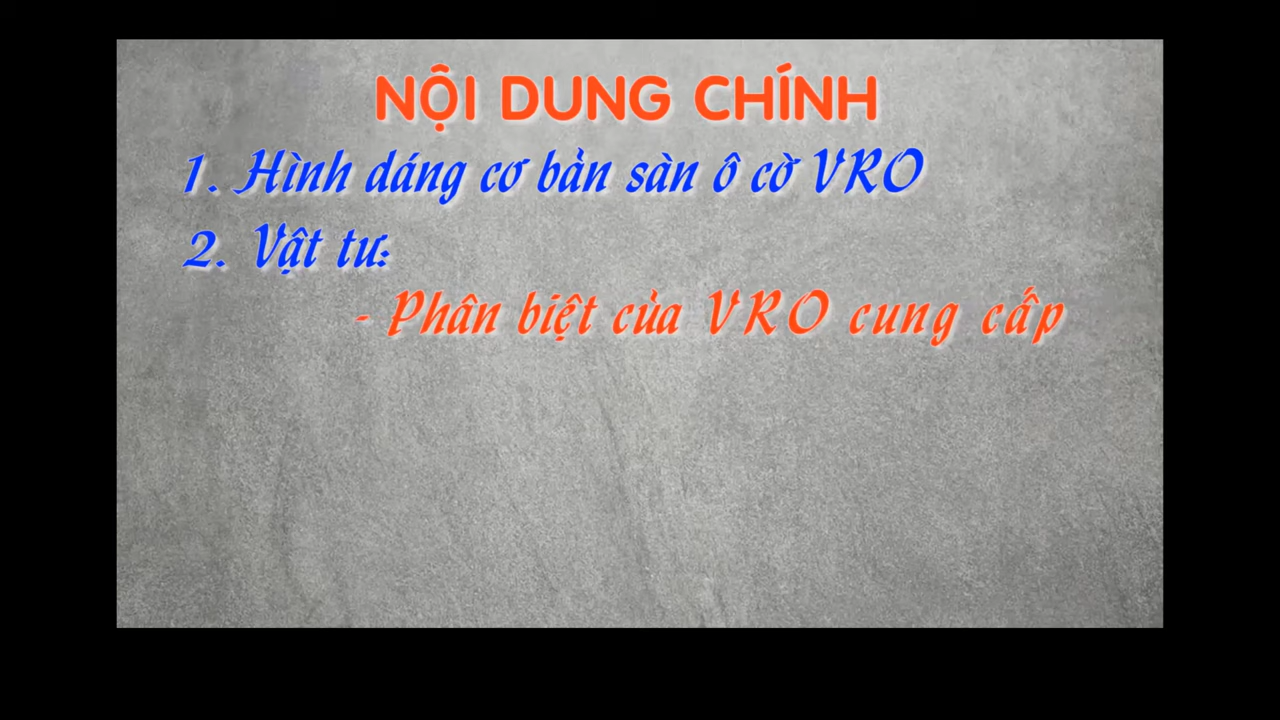 NỘI DUNG CHÍNH
1. Hình dáng cơ bản sàn ô cờ VRO
2. Vật tư:
- Phân biệt của VRO cung cấp